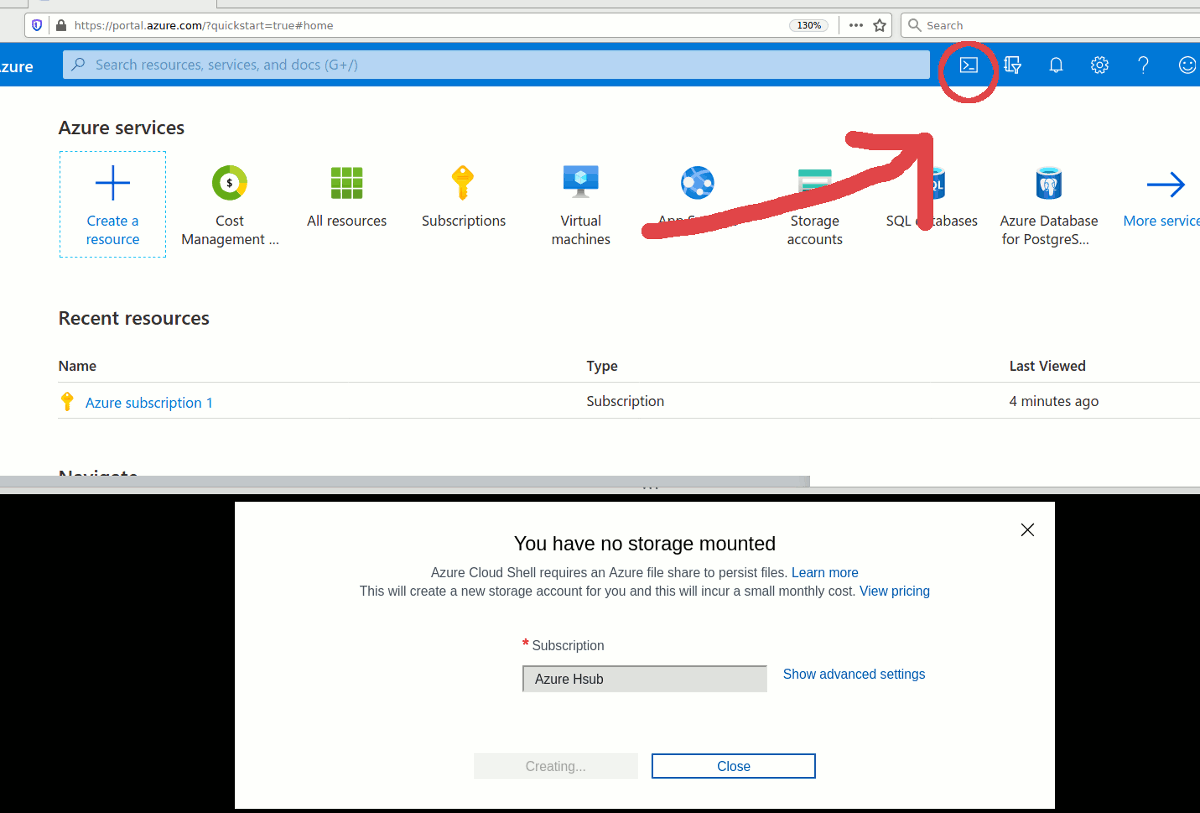 https://portal.azure.com/?quickstart=true#home
130%
Search
zure
Search resources, services, and docs (G+/)
Azure services
Create a
resource
Cost
Management ...
All resources
Subscriptions
Virtual
machines
App
Storage
accounts
SQL databases
Azure Database
for PostgreS...
More service
Recent resources
Name Type Last Viewed
Azure subscription 1 Subscription 4 minutes ago
Navigate
You have no storage mounted
Azure Cloud Shell requires an Azure file share to persist files. Learn more
This will create a new storage account for you and this will incur a small monthly cost. View pricing
* Subscription
Azure Hsub
Show advanced settings
Creating...
Close